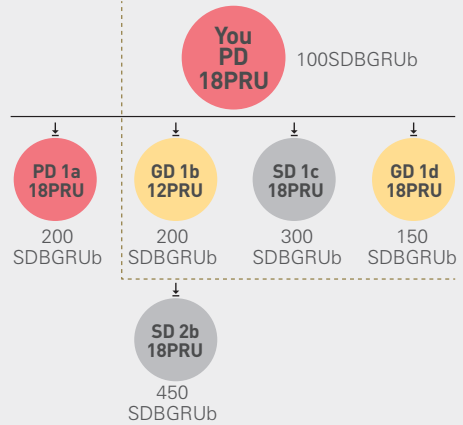 You
PD
18PRU
100SDBGRUb
PD 1a
18PRU
GD 1b
12PRU
SD 1c
18PRU
GD 1d
18PRU
200
SDBGRUb
200
SDBGRUb
300
SDBGRUb
150
SDBGRUb
SD 2b
18PRU
450
SDBGRUb